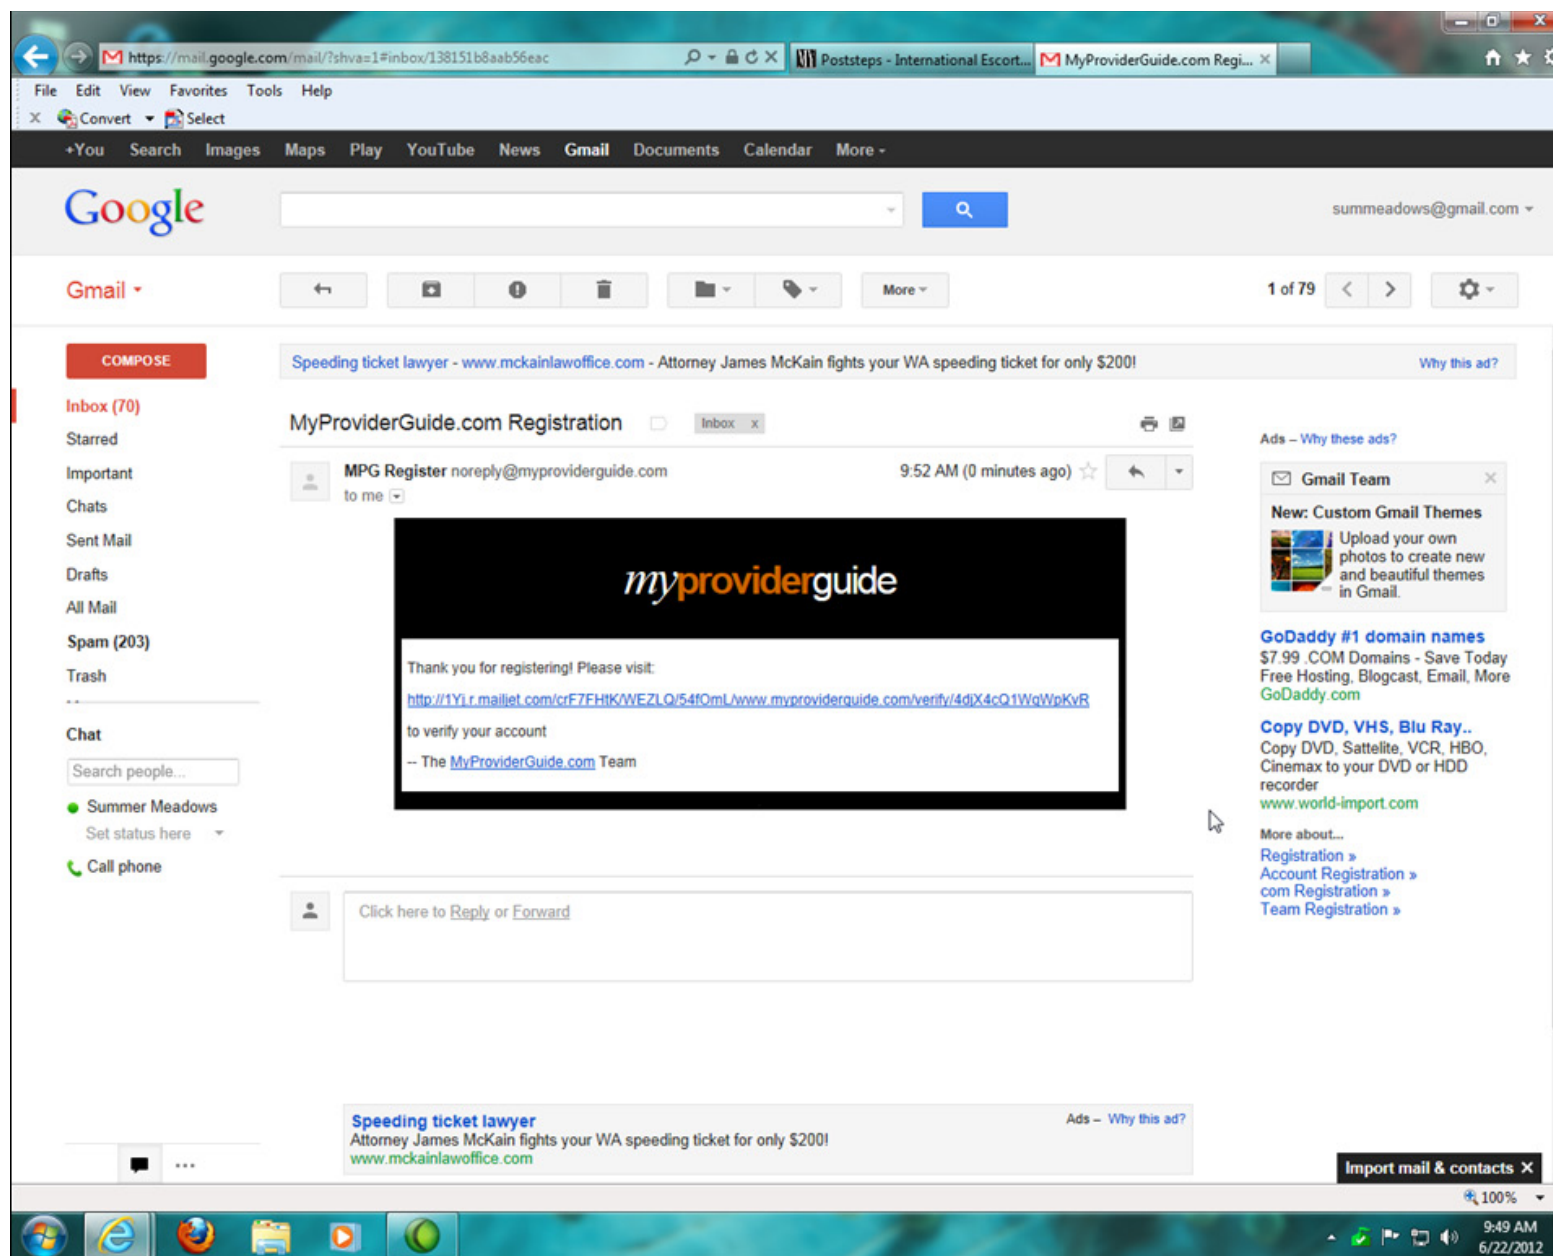 https://mail.google.com/mail/?shva=1#inbox/138151b8aab56eac
Poststeps - International Escort...
MyProviderGuide.com Regi...
File Edit View Favorites Tools Help
x Convert Select
+You Search Images Maps Play YouTube News Gmail Documents Calendar More
Google
summeadows@gmail.com
Gmail
More
1 of 79
COMPOSE
Speeding ticket lawyer - www.mckainlawoffice.com - Attorney James McKain fights your WA speeding ticket for only $200!
Why this ad?
Inbox (70)
Starred
Important
Chats
Sent Mail
Drafts
All Mail
Spam (203)
Trash
Chat
Search people...
Summer Meadows
Set status here
Call phone
MyProviderGuide.com Registration
Inbox x
MPG Register noreply@myproviderguide.com
9:52 AM (0 minutes ago)
to me
myproviderguide
Thank you for registering! Please visit:
http://1Yj.r.mailjet.com/crF7FHtK/WEZLQ/54fOmL/www.myproviderguide.com/verify/4djX4cQ1WqWpKvR
to verify your account
-- The MyProviderGuide.com Team
Click here to Reply or Forward
Speeding ticket lawyer
Ads – Why this ad?
Attorney James McKain fights your WA speeding ticket for only $200!
www.mckainlawoffice.com
Ads – Why these ads?
Gmail Team
New: Custom Gmail Themes
Upload your own
photos to create new
and beautiful themes
in Gmail.
GoDaddy #1 domain names
$7.99 .COM Domains - Save Today
Free Hosting, Blogcast, Email, More
GoDaddy.com
Copy DVD, VHS, Blu Ray..
Copy DVD, Sattelite, VCR, HBO,
Cinemax to your DVD or HDD
recorder
www.world-import.com
More about...
Registration »
Account Registration »
com Registration »
Team Registration »
Import mail & contacts X
100%
9:49 AM
6/22/2012